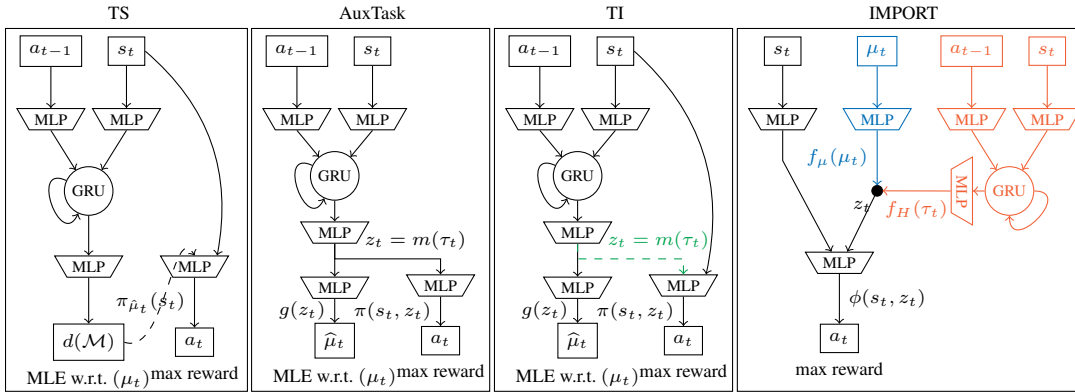 TS
AuxTask
TI
IMPORT
a_{t-1} s_t
MLP MLP
GRU
MLP MLP
π_{μ̂_t}(s_t)
d(M) a_t
MLE w.r.t. (μ_t) max reward
a_{t-1} s_t
MLP MLP
GRU
MLP
z_t = m(τ_t)
MLP MLP
g(z_t) π(s_t, z_t)
μ̂_t a_t
MLE w.r.t. (μ_t) max reward
a_{t-1} s_t
MLP MLP
GRU
MLP
z_t = m(τ_t)
MLP MLP
g(z_t) π(s_t, z_t)
μ̂_t a_t
MLE w.r.t. (μ_t) max reward
s_t μ_t a_{t-1} s_t
MLP MLP MLP MLP
f_μ(μ_t)
MLP GRU
z_t f_H(τ_t)
MLP
φ(s_t, z_t)
a_t
max reward